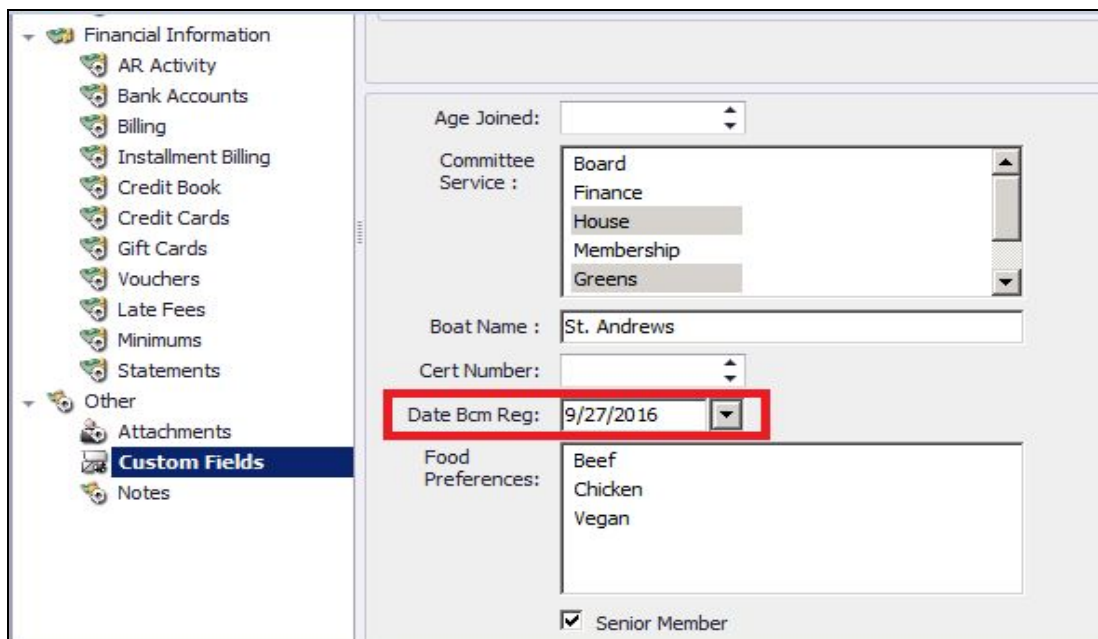 Financial Information
AR Activity
Bank Accounts
Billing
Installment Billing
Credit Book
Credit Cards
Gift Cards
Vouchers
Late Fees
Minimums
Statements
Other
Attachments
Custom Fields
Notes
Age Joined:
Committee
Service :
Board
Finance
House
Membership
Greens
Boat Name : St. Andrews
Cert Number:
Date Bcm Reg: 9/27/2016
Food
Preferences:
Beef
Chicken
Vegan
Senior Member